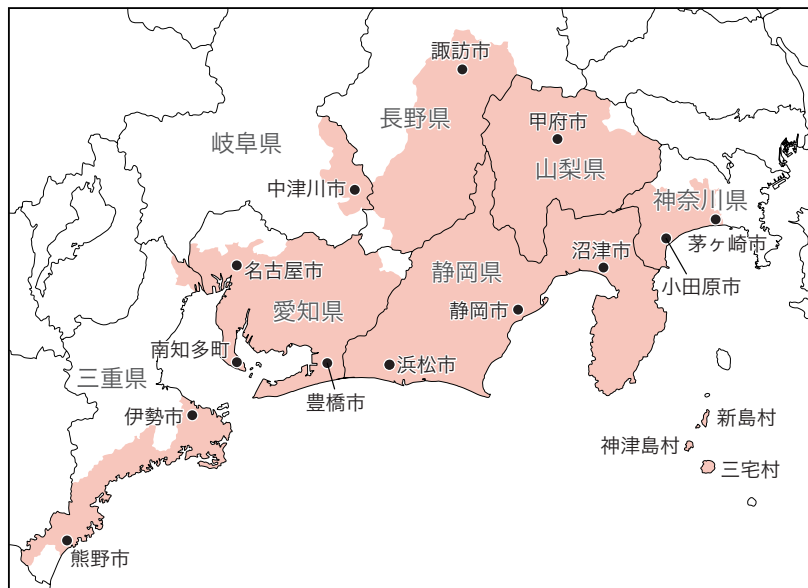 諏訪市
長野県
甲府市
岐阜県
山梨県
中津川市
神奈川県
茅ヶ崎市
沼津市
静岡県
名古屋市
小田原市
愛知県
静岡市
南知多町
浜松市
三重県
豊橋市
伊勢市
新島村
神津島村
三宅村
熊野市